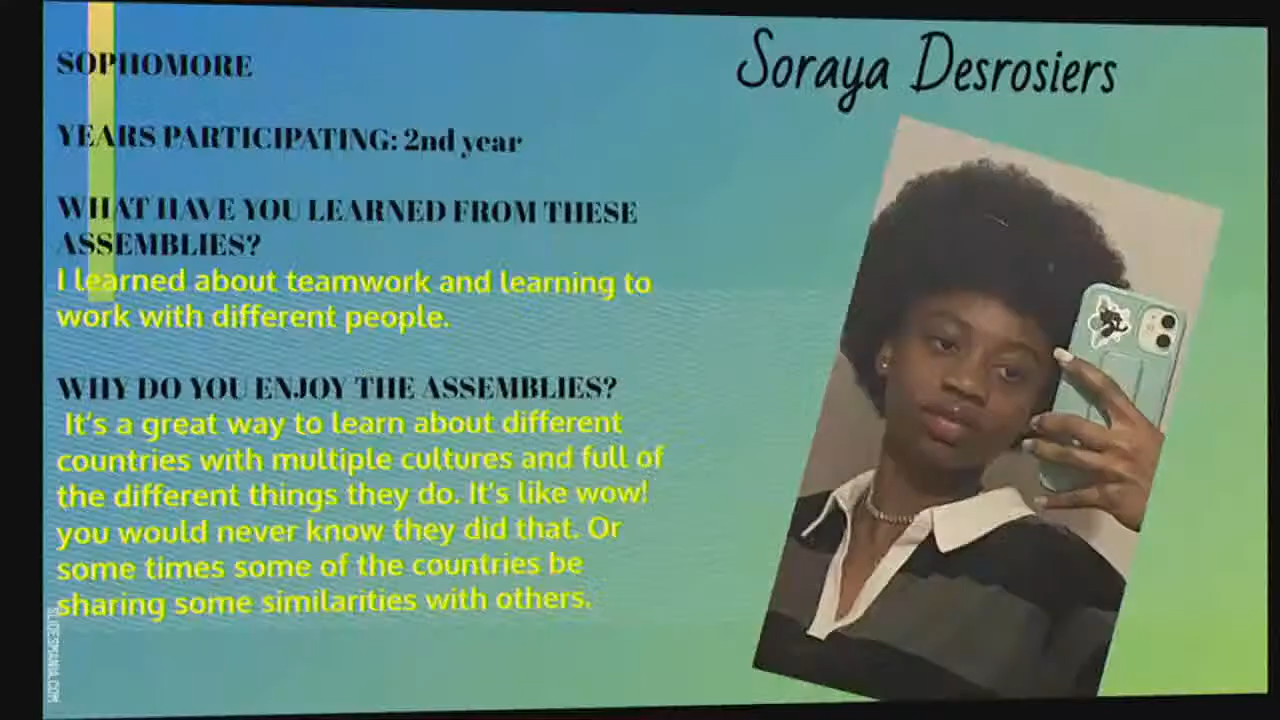 SOPHOMORE
YEARS PARTICIPATING: 2nd year
WHAT HAVE YOU LEARNED FROM THESE
ASSEMBLIES?
I learned about teamwork and learning to
work with different people.
WHY DO YOU ENJOY THE ASSEMBLIES?
It's a great way to learn about different
countries with multiple cultures and full of
the different things they do. It's like wow!
you would never know they did that. Or
some times some of the countries be
sharing some similarities with others.
SLIDESMANIA.COM
Soraya Desrosiers